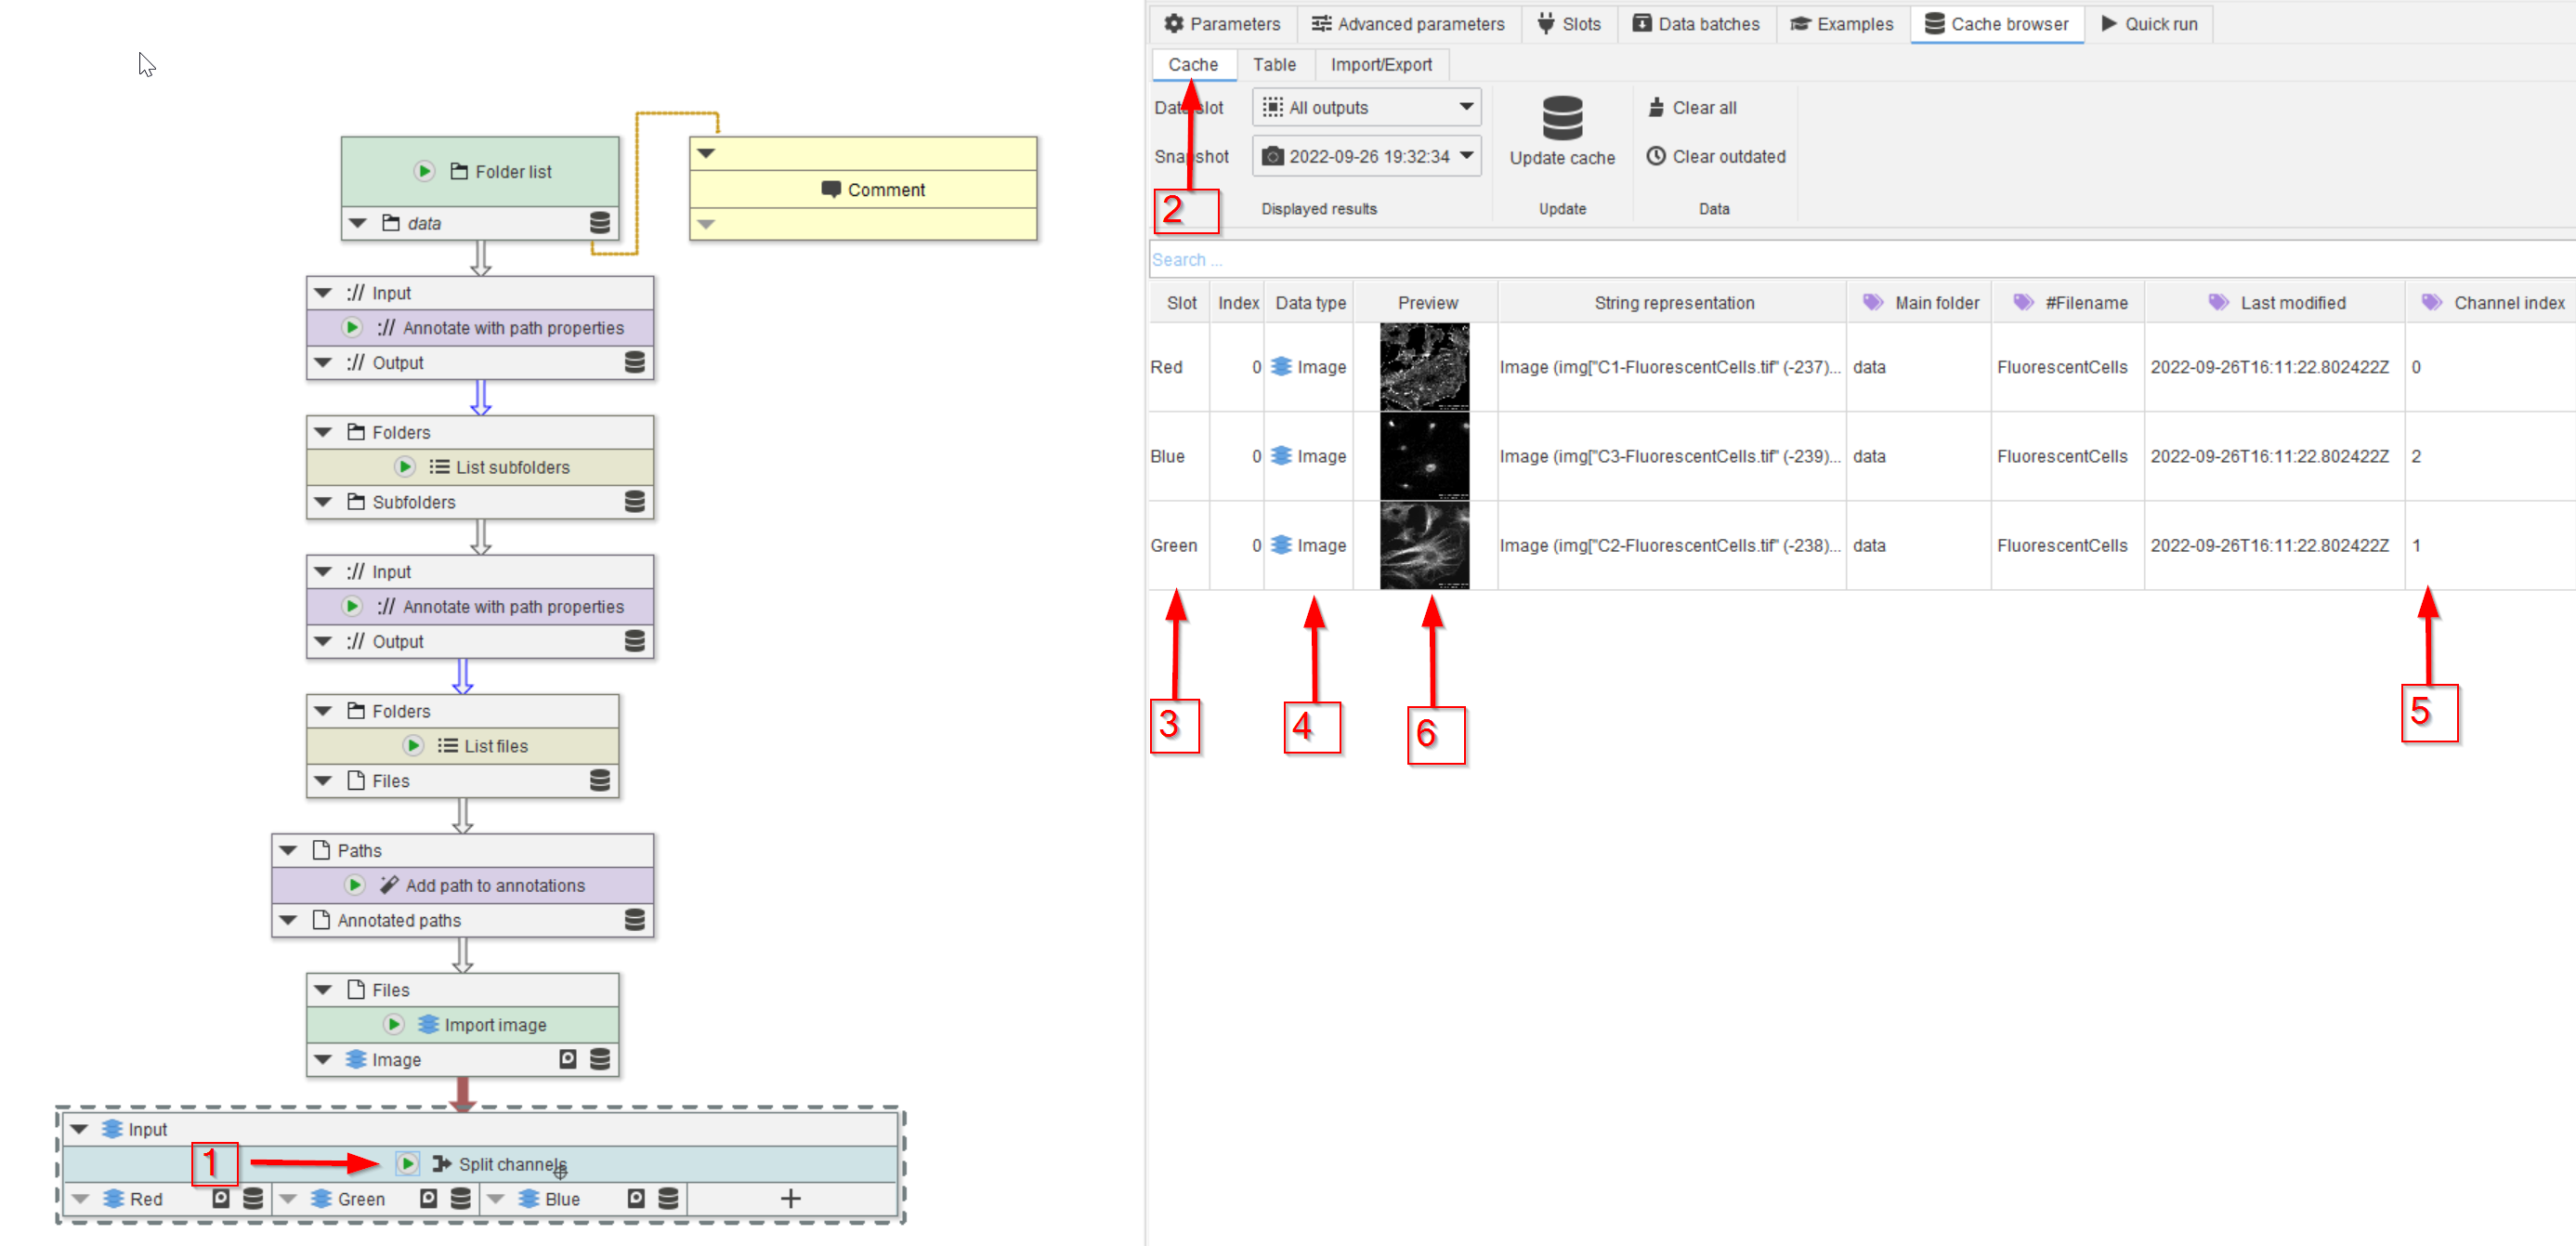 Folder list
data
Comment
:// Input
:// Annotate with path properties
:// Output
Folders
List subfolders
Subfolders
:// Input
:// Annotate with path properties
:// Output
Folders
List files
Files
Paths
Add path to annotations
Annotated paths
Files
Import image
Image
Input
1
Split channels
Red Green Blue +
Parameters Advanced parameters Slots Data batches Examples Cache browser Quick run
Cache Table Import/Export
Data slot All outputs
Snapshot 2022-09-26 19:32:34
Update cache
Clear all
Clear outdated
2
Displayed results Update Data
Search ...
Slot Index Data type Preview String representation Main folder #Filename Last modified Channel index
Red 0 Image Image (img["C1-FluorescentCells.tif" (-237)... data FluorescentCells 2022-09-26T16:11:22.802422Z 0
Blue 0 Image Image (img["C3-FluorescentCells.tif" (-239)... data FluorescentCells 2022-09-26T16:11:22.802422Z 2
Green 0 Image Image (img["C2-FluorescentCells.tif" (-238)... data FluorescentCells 2022-09-26T16:11:22.802422Z 1
3 4 6 5